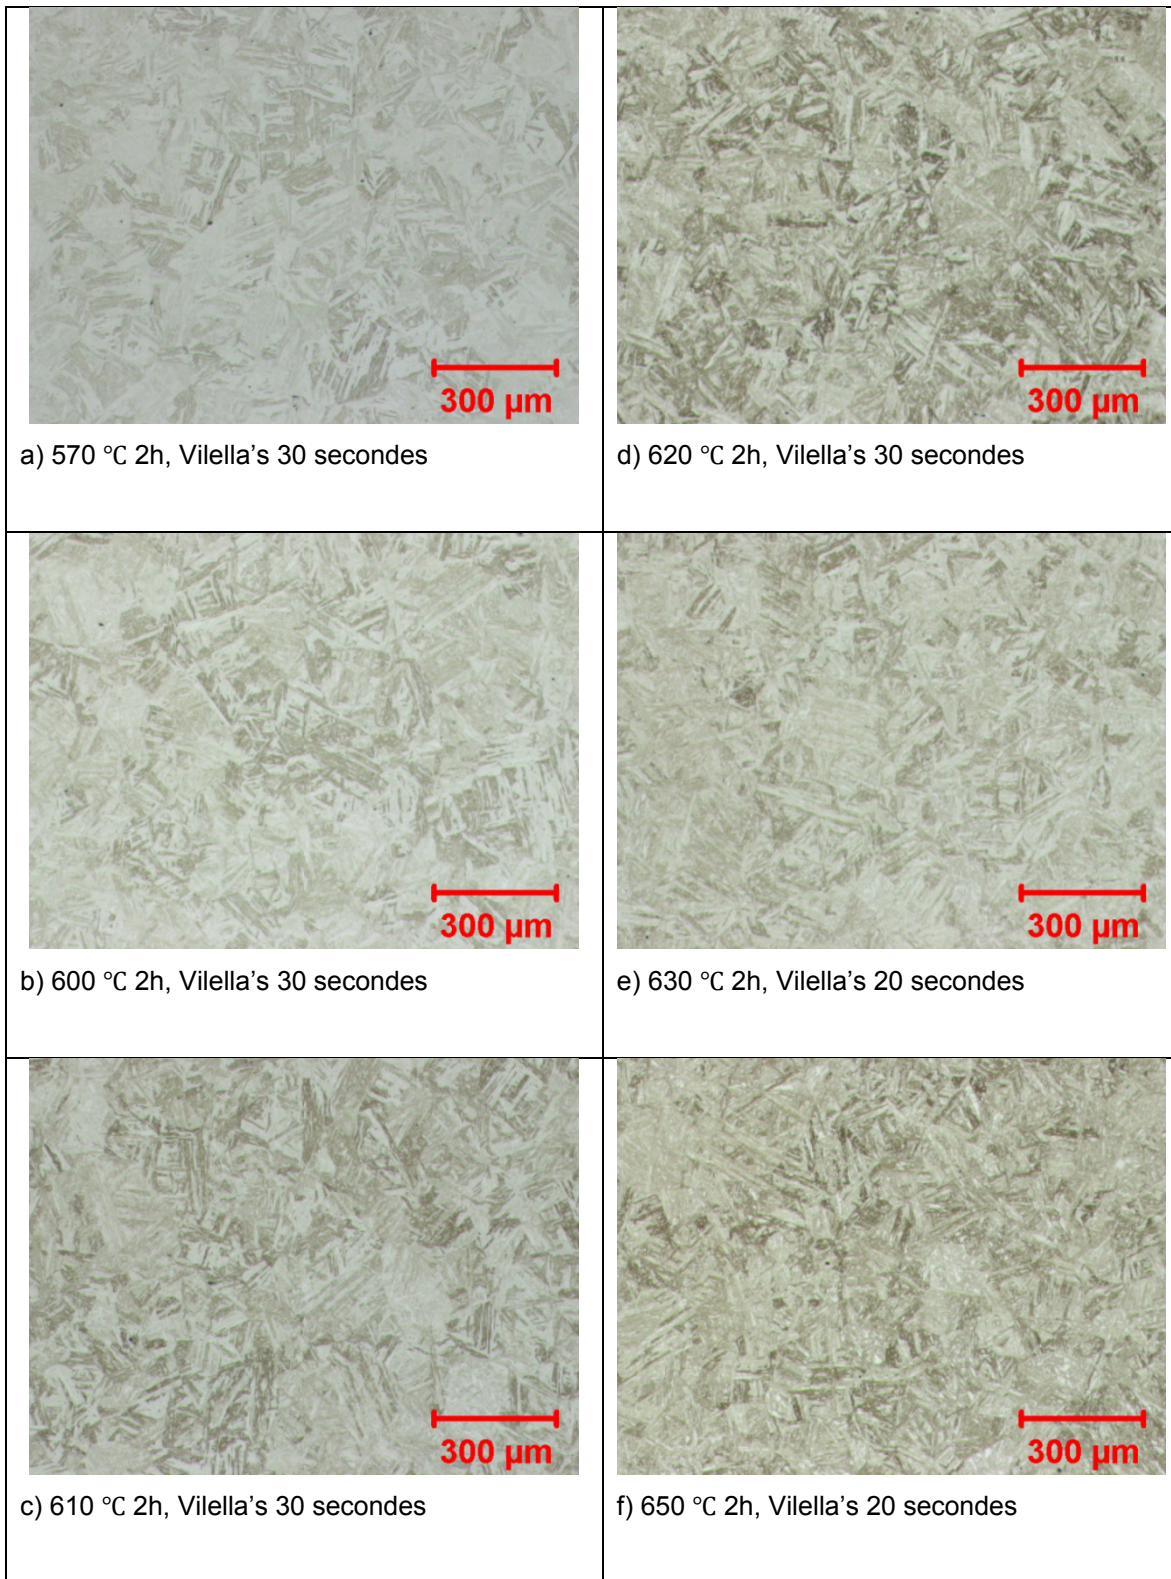 300 µm
a) 570 ℃ 2h, Vilella’s 30 secondes
300 µm
d) 620 ℃ 2h, Vilella’s 30 secondes
300 µm
b) 600 ℃ 2h, Vilella’s 30 secondes
300 µm
e) 630 ℃ 2h, Vilella’s 20 secondes
300 µm
c) 610 ℃ 2h, Vilella’s 30 secondes
300 µm
f) 650 ℃ 2h, Vilella’s 20 secondes